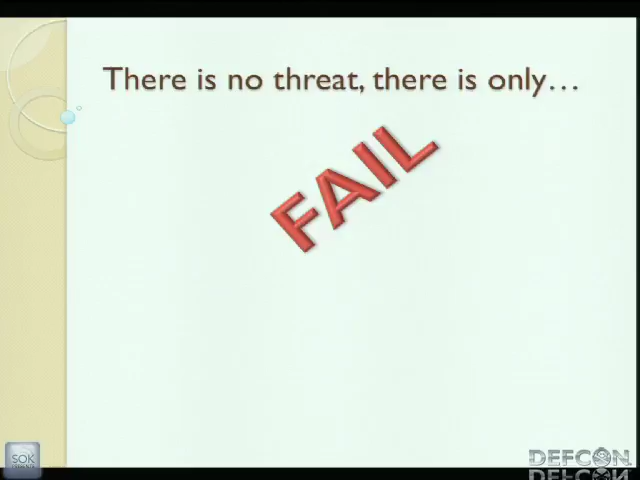 There is no threat, there is only…
FAIL
SOK
DEFCON